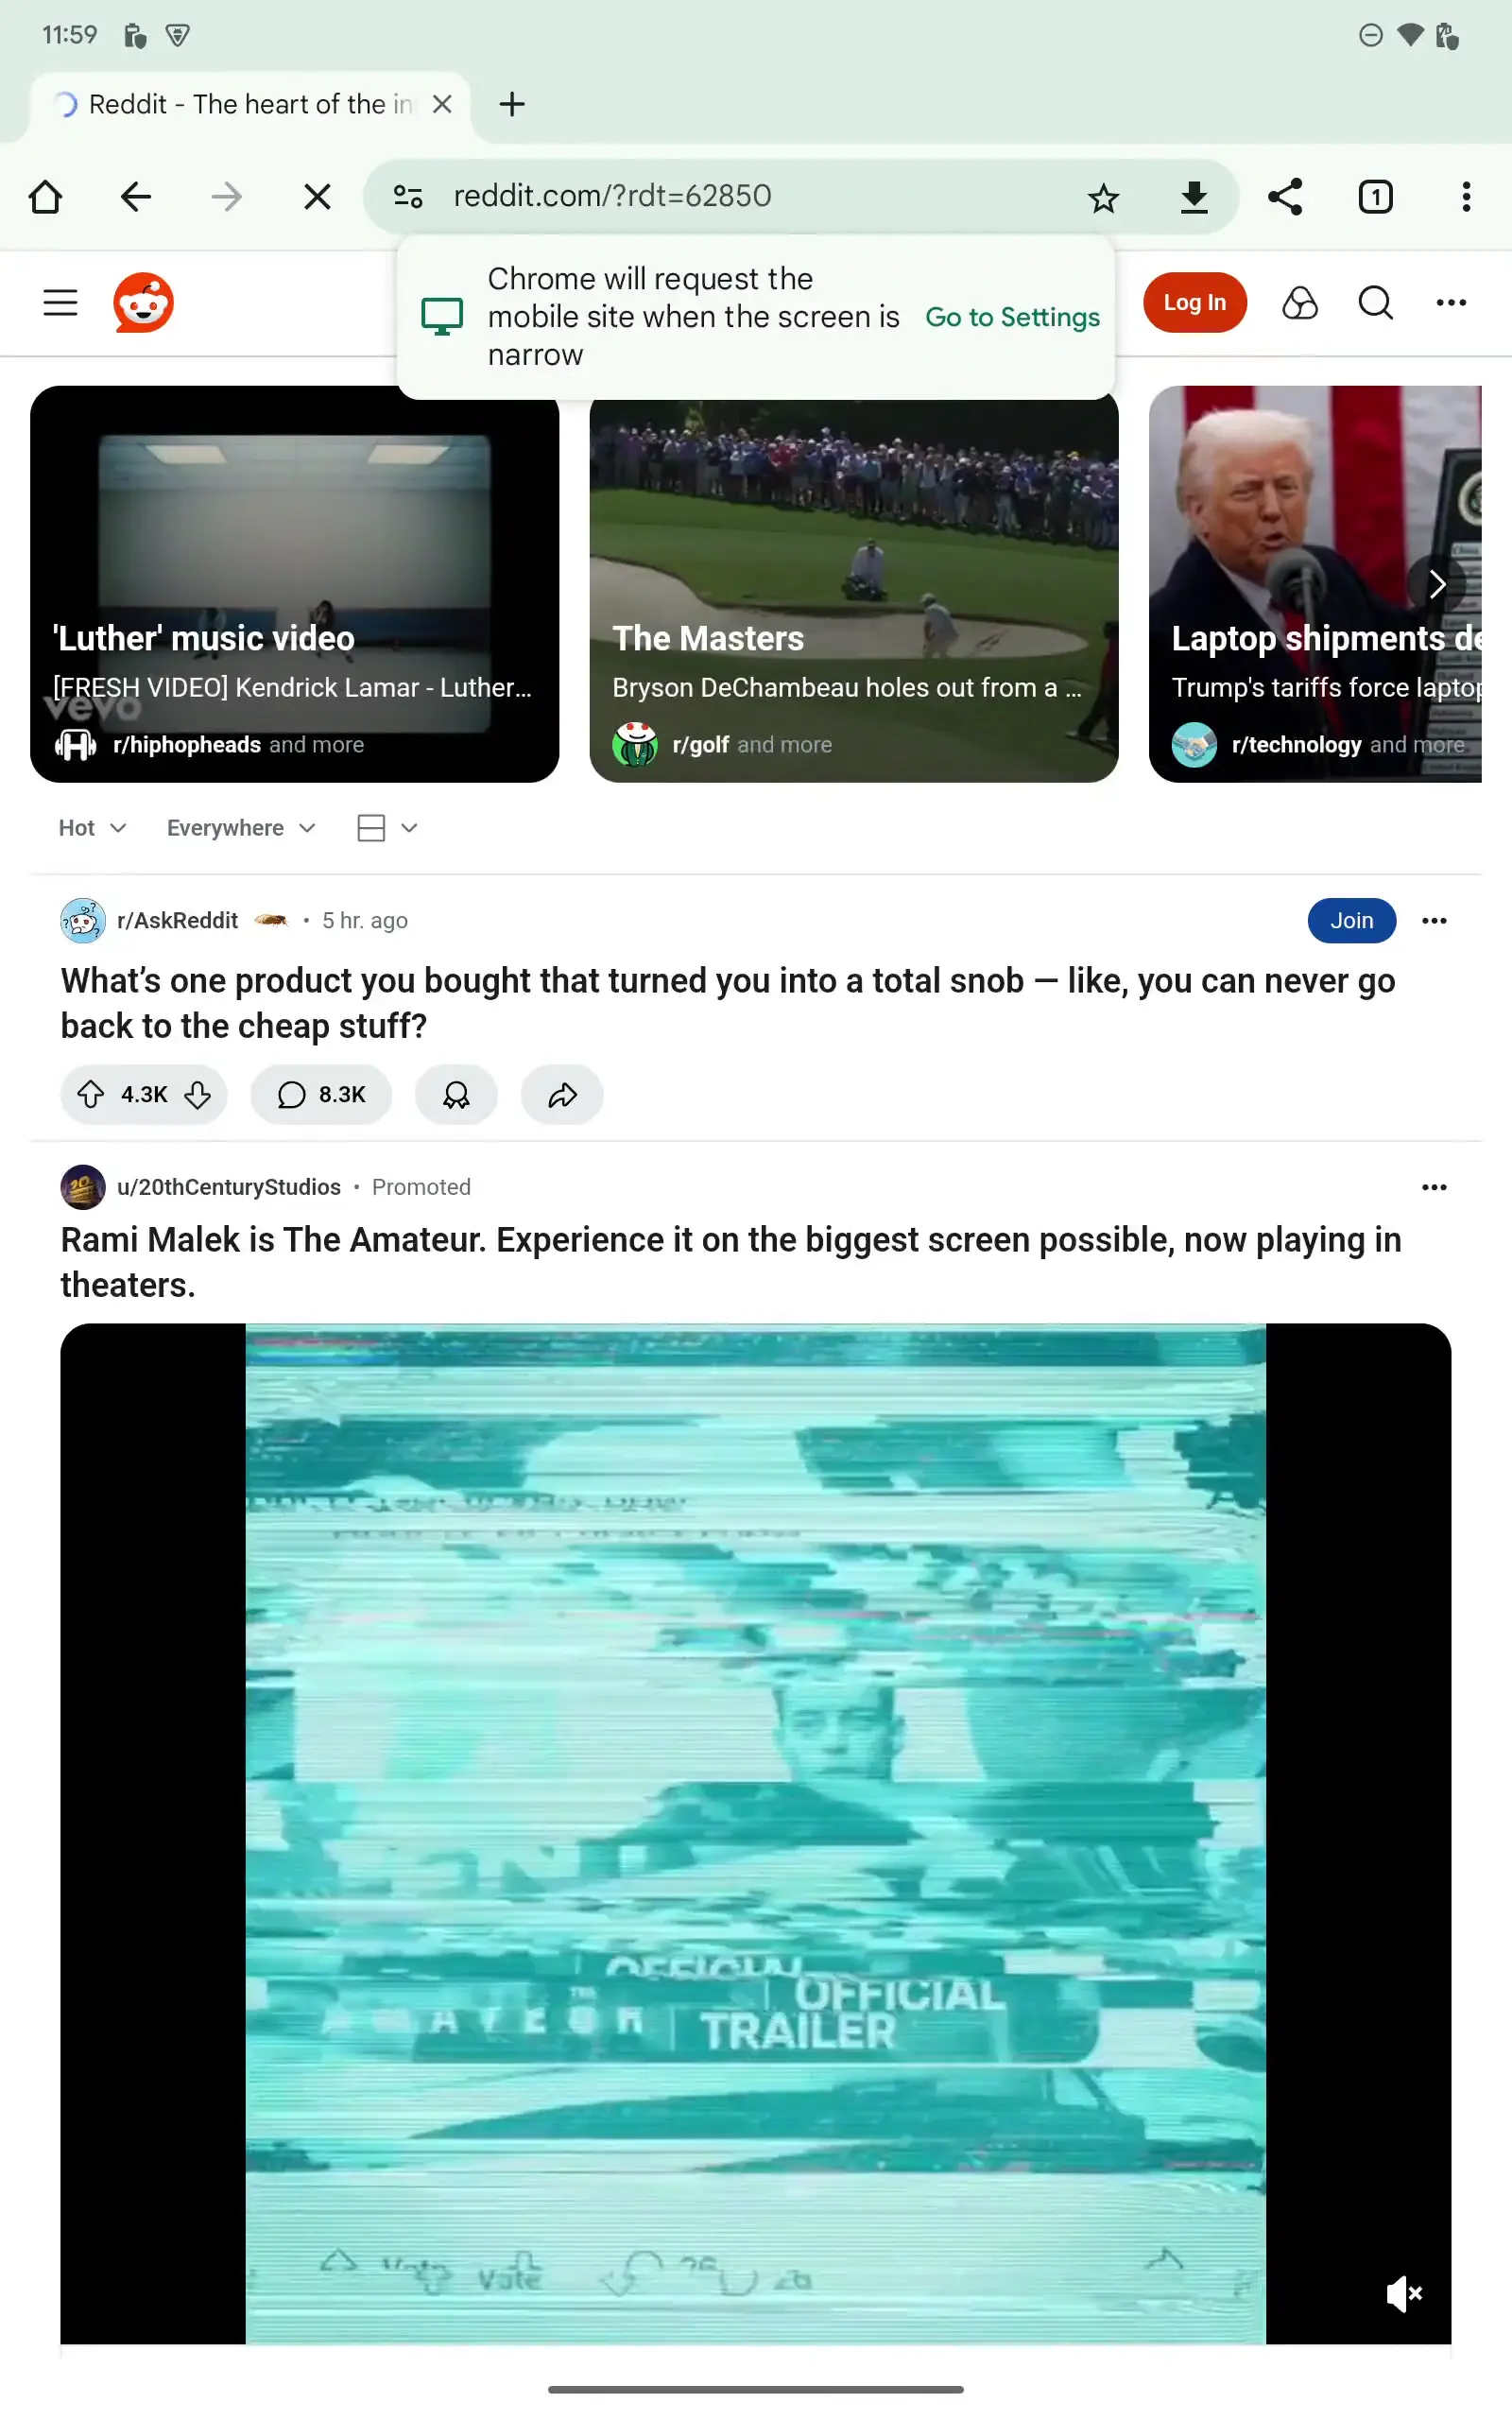 11:59
Reddit - The heart of the in
reddit.com/?rdt=62850
1
Chrome will request the
mobile site when the screen is
narrow
Go to Settings
Log In
'Luther' music video
[FRESH VIDEO] Kendrick Lamar - Luther...
vevo
r/hiphopheads and more
The Masters
Bryson DeChambeau holes out from a ...
r/golf and more
Laptop shipments de
Trump's tariffs force laptop
r/technology and more
Hot
Everywhere
r/AskReddit • 5 hr. ago
Join
What’s one product you bought that turned you into a total snob — like, you can never go
back to the cheap stuff?
4.3K
8.3K
u/20thCenturyStudios • Promoted
Rami Malek is The Amateur. Experience it on the biggest screen possible, now playing in
theaters.
OFFICIAL
TRAILER
Vote